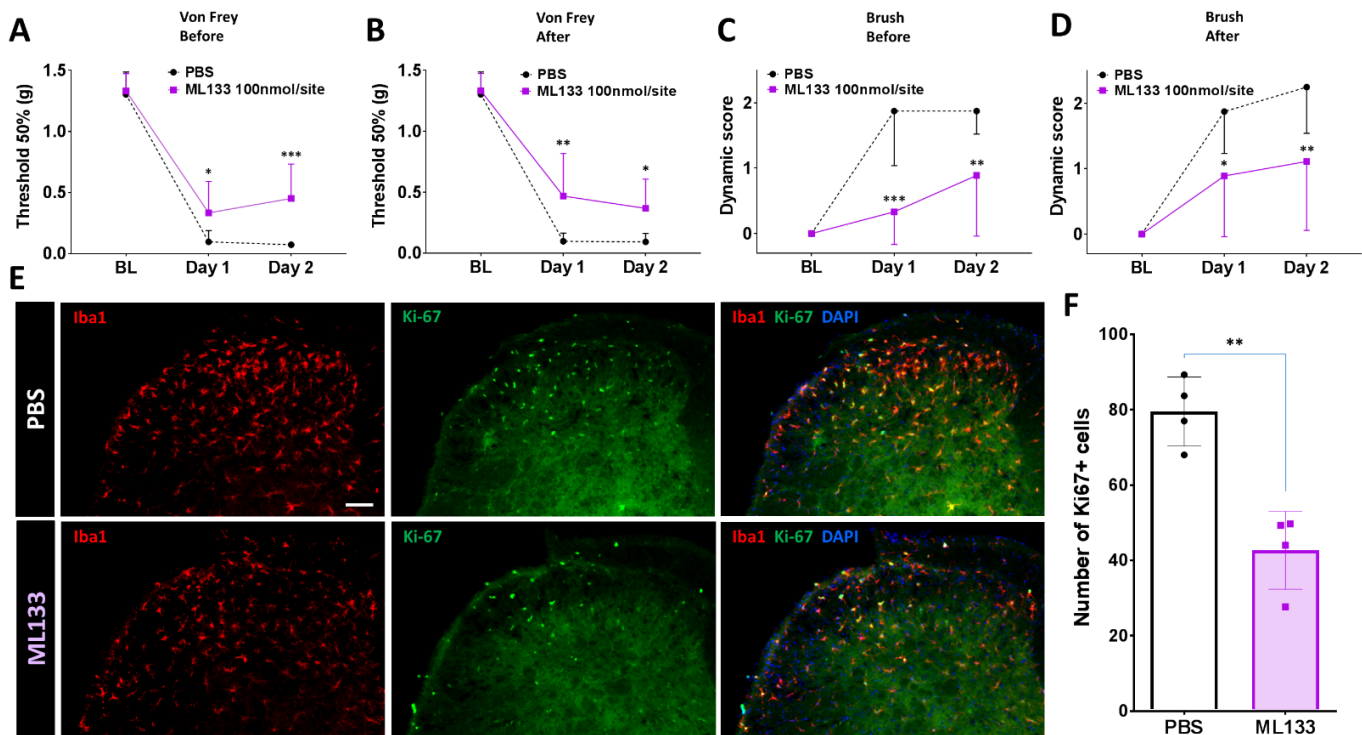 A
Von Frey
Before
PBS
ML133 100nmol/site
Threshold 50% (g)
1.5
1.0
0.5
0.0
*
***
BL
Day 1
Day 2
B
Von Frey
After
PBS
ML133 100nmol/site
Threshold 50% (g)
1.5
1.0
0.5
0.0
**
*
BL
Day 1
Day 2
C
Brush
Before
PBS
ML133 100nmol/site
Dynamic score
2
1
0
***
**
BL
Day 1
Day 2
D
Brush
After
PBS
ML133 100nmol/site
Dynamic score
2
1
0
*
**
BL
Day 1
Day 2
E
PBS
Iba1
Ki-67
Iba1 Ki-67 DAPI
ML133
Iba1
Ki-67
Iba1 Ki-67 DAPI
F
Number of Ki67+ cells
100
80
60
40
20
0
**
PBS
ML133